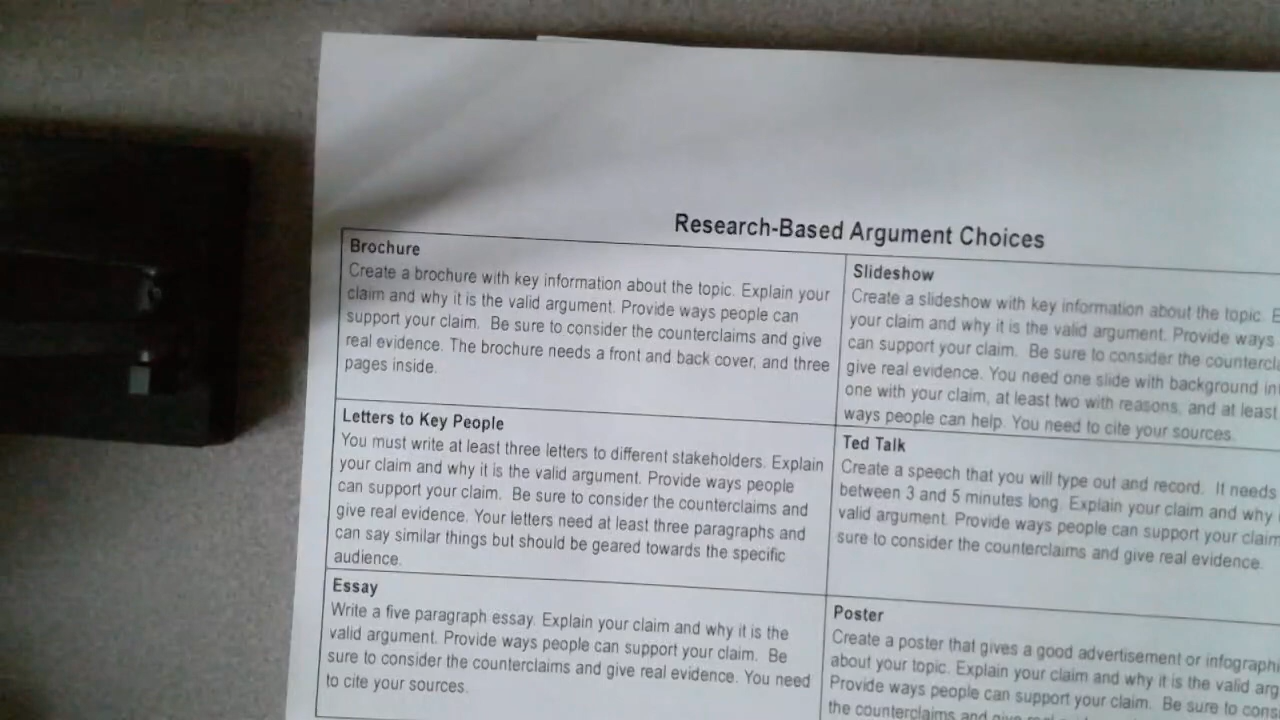 Research-Based Argument Choices
Brochure
Create a brochure with key information about the topic. Explain your
claim and why it is the valid argument. Provide ways people can
support your claim. Be sure to consider the counterclaims and give
real evidence. The brochure needs a front and back cover, and three
pages inside.
Slideshow
Create a slideshow with key information about the topic.
your claim and why it is the valid argument. Provide ways
can support your claim. Be sure to consider the
give real evidence. You need one slide with background
one with your claim, at least two with reasons, and at least
ways people can help. You need to cite your sources.
Letters to Key People
You must write at least three letters to different stakeholders. Explain
your claim and why it is the valid argument. Provide ways people
can support your claim. Be sure to consider the counterclaims and
give real evidence. Your letters need at least three paragraphs and
can say similar things but should be geared towards the specific
audience.
Ted Talk
Create a speech that you will type out and record. It needs
between 3 and 5 minutes long. Explain your claim and why
valid argument. Provide ways people can support your claim
sure to consider the counterclaims and give real evidence.
Essay
Write a five paragraph essay. Explain your claim and why it is the
valid argument. Provide ways people can support your claim. Be
sure to consider the counterclaims and give real evidence. You need
to cite your sources.
Poster
Create a poster that gives a good advertisement or
about your topic. Explain your claim and why it is the valid
Provide ways people can support your claim. Be sure to
the counterclaims and give real